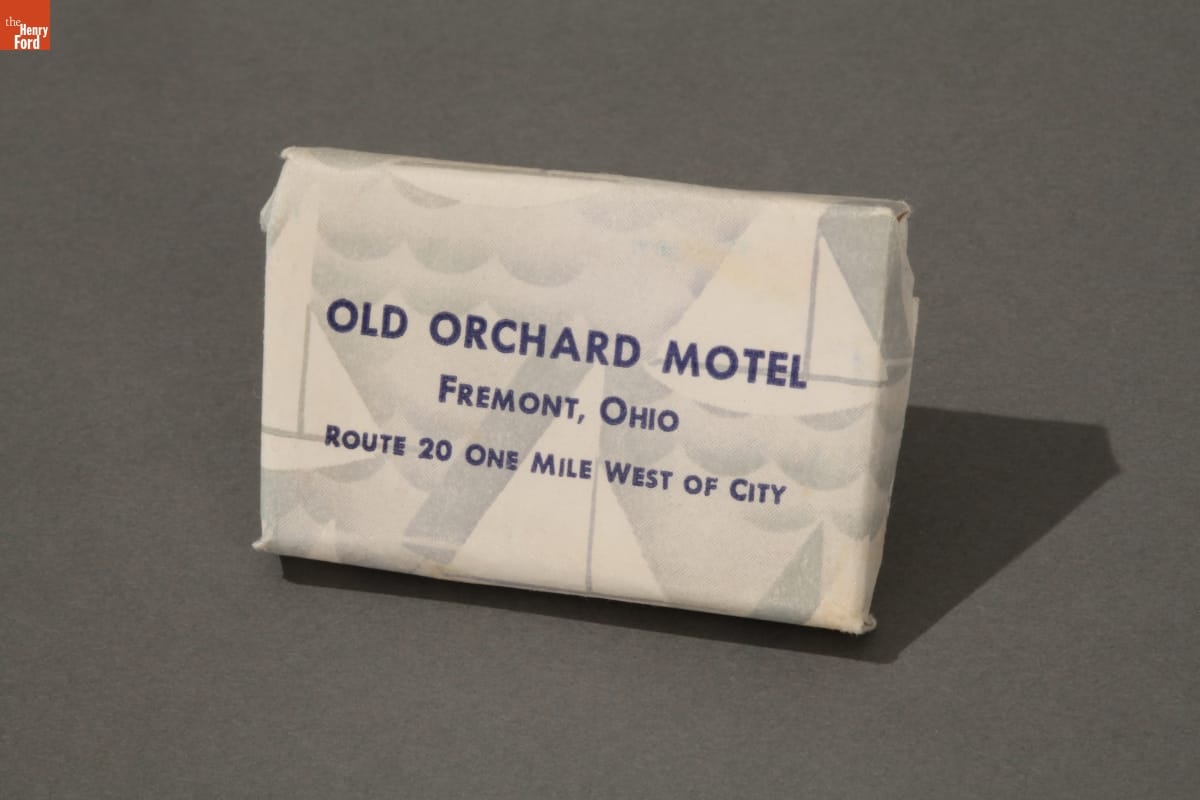 the
Henry
Ford
OLD ORCHARD MOTEL
FREMONT, OHIO
ROUTE 20 ONE MILE WEST OF CITY